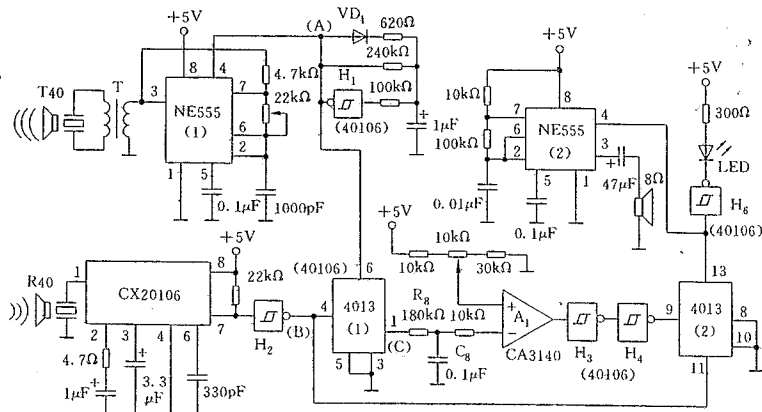 +5V
(A)
VD₁
620Ω
240kΩ
H₁
100kΩ
(40106)
+
1μF
T40
T
3
8
4
NE555
(1)
7
6
2
1
5
4.7kΩ
22kΩ
0.1μF
1000pF
+5V
10kΩ
100kΩ
7
6
2
8
NE555
(2)
4
3
5
1
0.01μF
0.1μF
+
47μF
8Ω
+5V
300Ω
LED
H₆
(40106)
+5V
R40
1
CX20106
8
22kΩ
7
2
3
4
6
4.7Ω
1μF
+
+
3.3
μF
330pF
(40106)
H₂
(B)
6
4
4013
(1)
1
(C)
5
3
+5V
10kΩ
10kΩ
30kΩ
R₈
180kΩ
10kΩ
C₈
0.1μF
+
A₁
−
CA3140
H₃
H₄
(40106)
13
9
4013
(2)
8
10
11